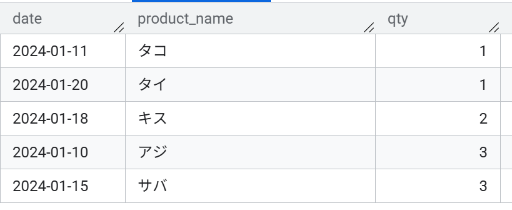 date product_name qty
2024-01-11 タコ 1
2024-01-20 タイ 1
2024-01-18 キス 2
2024-01-10 アジ 3
2024-01-15 サバ 3